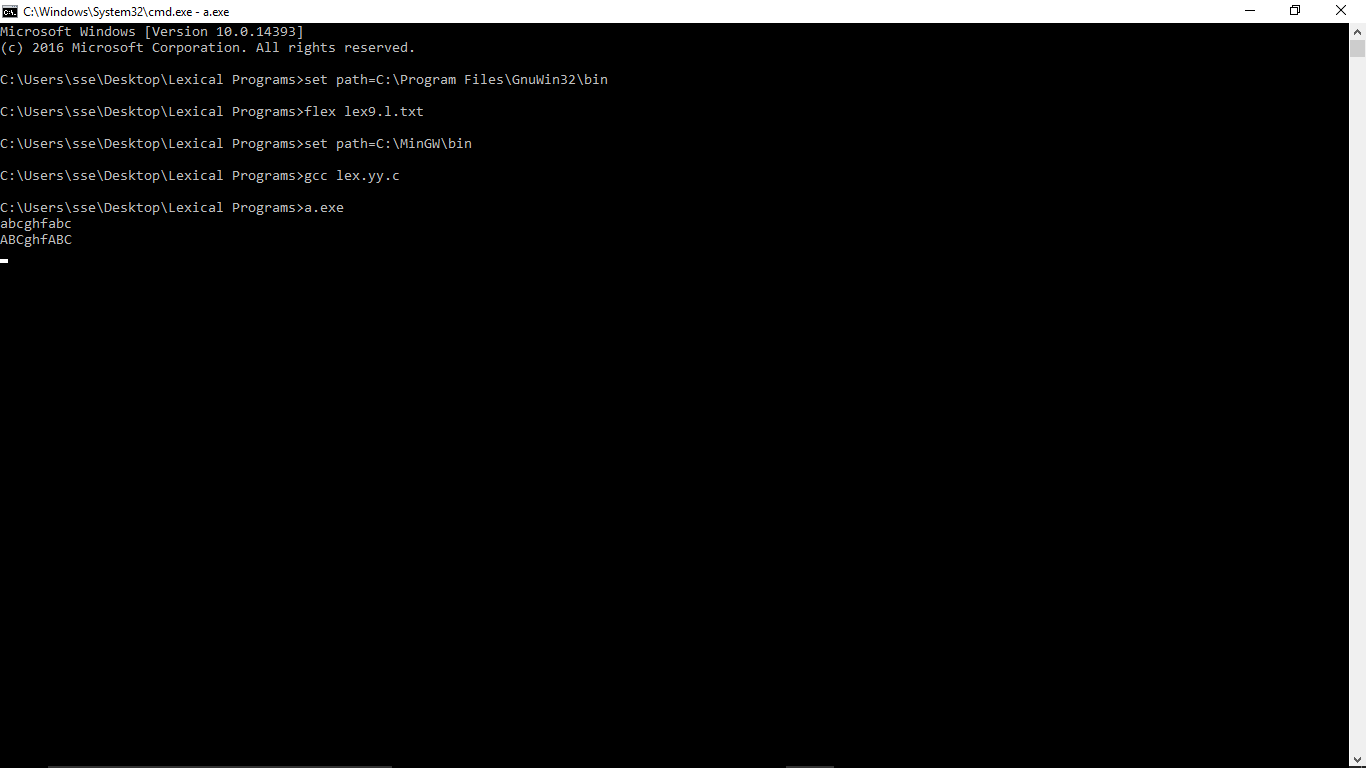 C:\Windows\System32\cmd.exe - a.exe
Microsoft Windows [Version 10.0.14393]
(c) 2016 Microsoft Corporation. All rights reserved.
C:\Users\sse\Desktop\Lexical Programs>set path=C:\Program Files\GnuWin32\bin
C:\Users\sse\Desktop\Lexical Programs>flex lex9.l.txt
C:\Users\sse\Desktop\Lexical Programs>set path=C:\MinGW\bin
C:\Users\sse\Desktop\Lexical Programs>gcc lex.yy.c
C:\Users\sse\Desktop\Lexical Programs>a.exe
abcghfabc
ABCghfABC